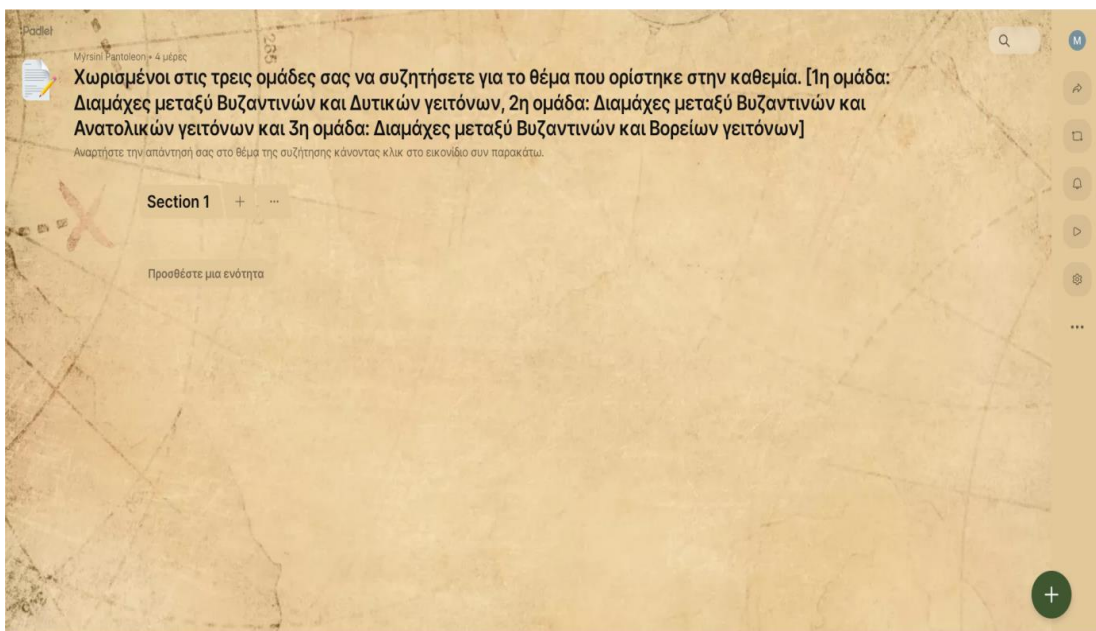 Padlet
Mýrsiní Pantoleon • 4 μέρες
Χωρισμένοι στις τρεις ομάδες σας να συζητήσετε για το θέμα που ορίστηκε στην καθεμία. [1η ομάδα:
Διαμάχες μεταξύ Βυζαντινών και Δυτικών γειτόνων, 2η ομάδα: Διαμάχες μεταξύ Βυζαντινών και
Ανατολικών γειτόνων και 3η ομάδα: Διαμάχες μεταξύ Βυζαντινών και Βορείων γειτόνων]
Αναρτήστε την απάντησή σας στο θέμα της συζήτησης κάνοντας κλικ στο εικονίδιο συν παρακάτω.
Section 1
Προσθέστε μια ενότητα
M
235